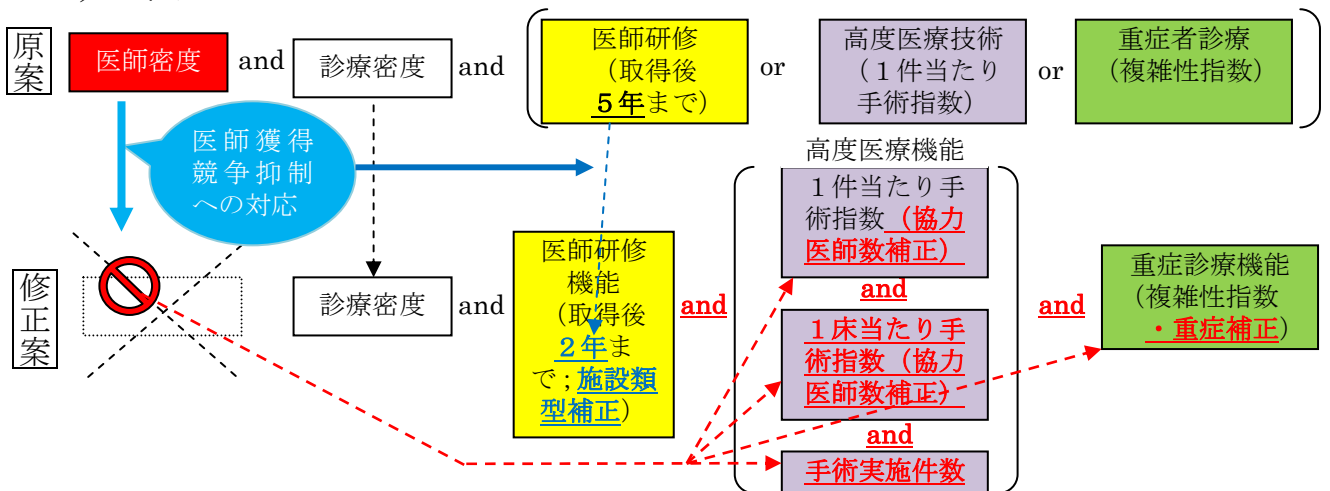 原案
医師密度
and
診療密度
and
医師研修
(取得後
5年まで)
or
高度医療技術
(1件当たり
手術指数)
or
重症者診療
(複雑性指数)
医師獲得
競争抑制
への対応
修正案
診療密度
and
医師研修
機能
(取得後
2年ま
で;施設類
型補正)
and
高度医療機能
1件当たり手
術指数(協力
医師数補正)
and
1床当たり手
術指数(協力
医師数補正)
and
手術実施件数
and
重症診療機能
(複雑性指数
・重症補正)